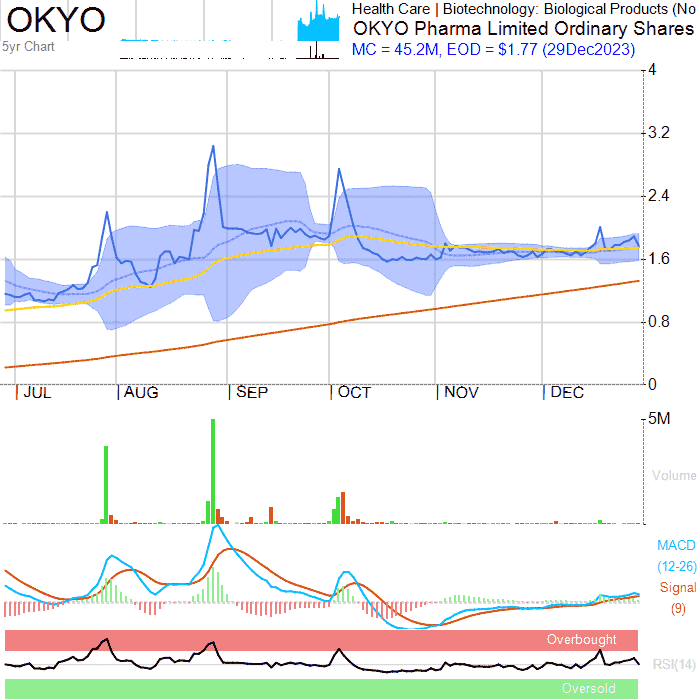 OKYO
5yr Chart
Health Care | Biotechnology: Biological Products (No
OKYO Pharma Limited Ordinary Shares
MC = 45.2M, EOD = $1.77 (29Dec2023)
4
3.2
2.4
1.6
0.8
0
JUL AUG SEP OCT NOV DEC
5M
Volume
MACD
(12-26)
Signal
(9)
Overbought
RSI(14)
Oversold